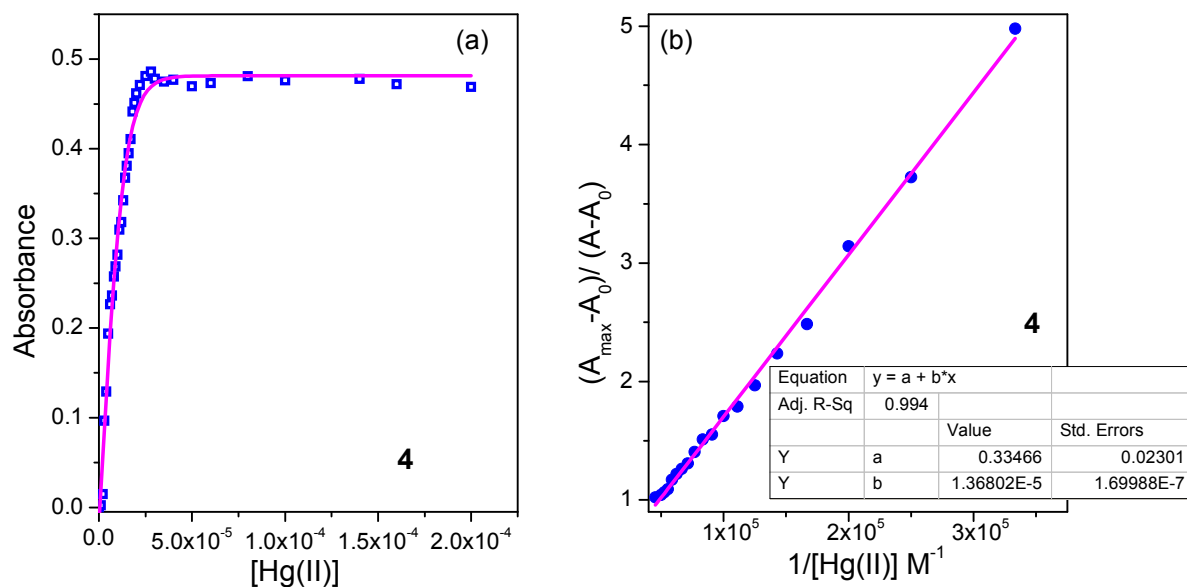 (a)
0.5
0.4
0.3
0.2
0.1
0.0
Absorbance
4
0.0 5.0x10⁻⁵ 1.0x10⁻⁴ 1.5x10⁻⁴ 2.0x10⁻⁴
[Hg(II)]
(b)
5
4
3
2
1
(Aₘₐₓ-A₀)/ (A-A₀)
4
Equation y = a + b*x
Adj. R-Sq 0.994
Value Std. Errors
Y a 0.33466 0.02301
Y b 1.36802E-5 1.69988E-7
1x10⁵ 2x10⁵ 3x10⁵
1/[Hg(II)] M⁻¹